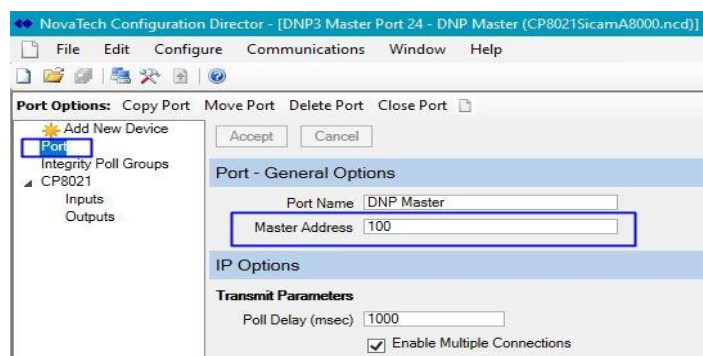 NovaTech Configuration Director - [DNP3 Master Port 24 - DNP Master (CP8021SicamA8000.ncd)]
File Edit Configure Communications Window Help
Port Options: Copy Port Move Port Delete Port Close Port
Add New Device
Port
Integrity Poll Groups
CP8021
Inputs
Outputs
Accept Cancel
Port - General Options
Port Name DNP Master
Master Address 100
IP Options
Transmit Parameters
Poll Delay (msec) 1000
Enable Multiple Connections